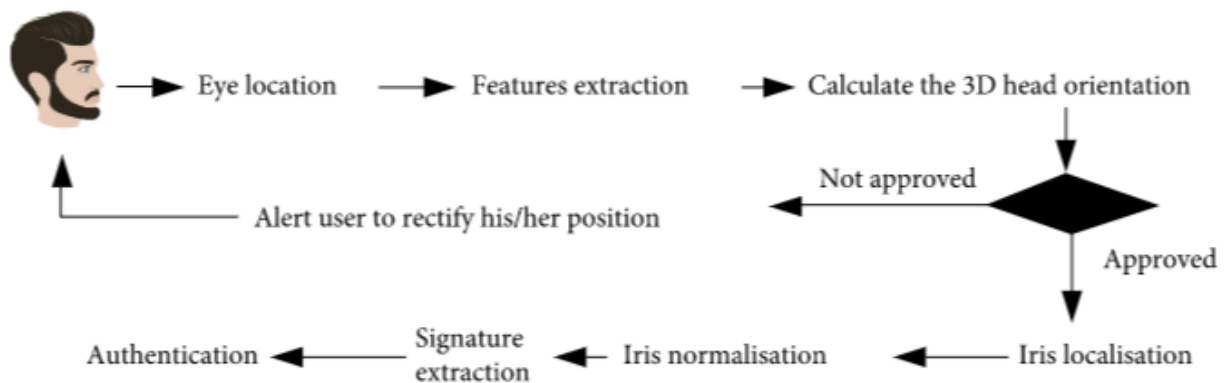 Eye location
Features extraction
Calculate the 3D head orientation
Not approved
Alert user to rectify his/her position
Approved
Authentication
Signature
extraction
Iris normalisation
Iris localisation